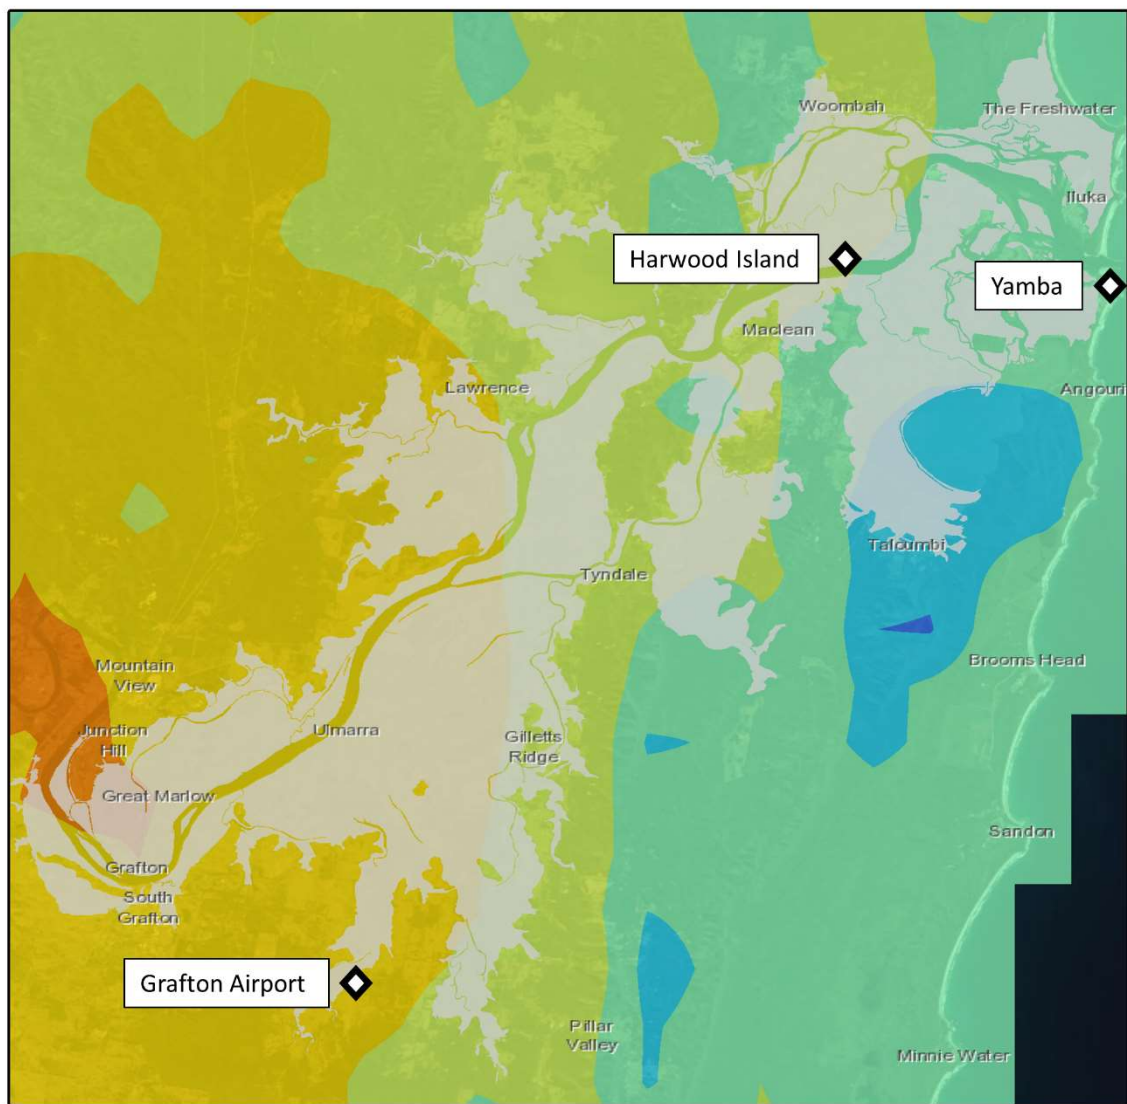 Woombah
The Freshwater
Iluka
Harwood Island
Yamba
Maclean
Lawrence
Angouri
Talcumbi
Tyndale
Brooms Head
Mountain
View
Junction
Hill
Ulmarra
Gilletts
Ridge
Great Marlow
Sandon
Grafton
South
Grafton
Grafton Airport
Pillar
Valley
Minnie Water